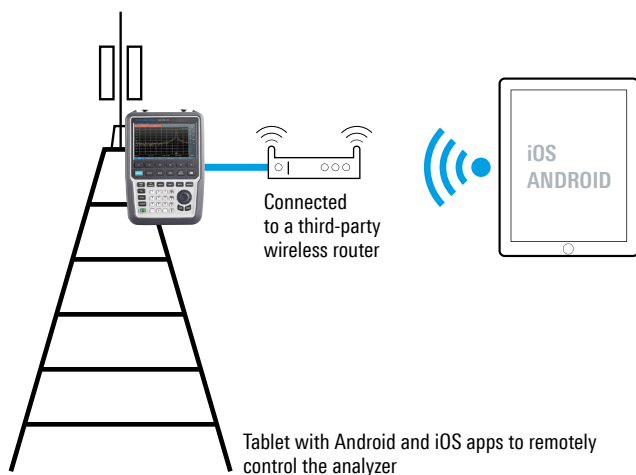 iOS
ANDROID
Connected
to a third-party
wireless router
Tablet with Android and iOS apps to remotely
control the analyzer